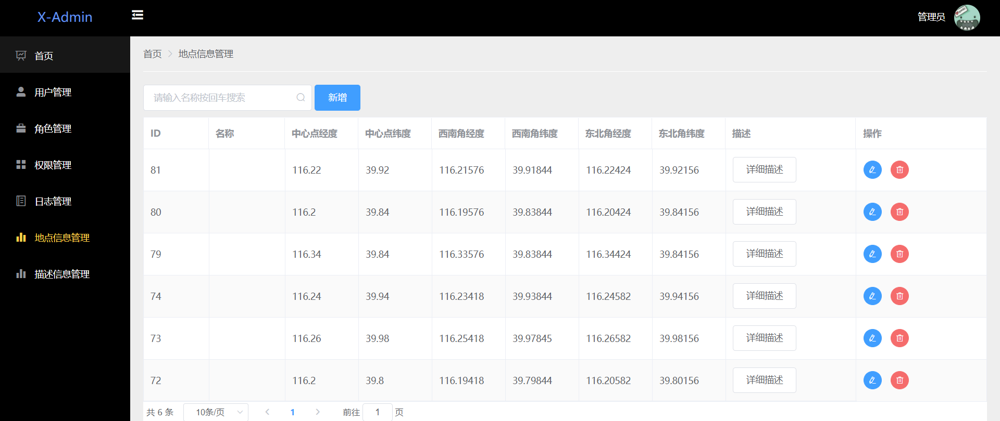 X-Admin
管理员
首页
用户管理
角色管理
权限管理
日志管理
地点信息管理
描述信息管理
首页 地点信息管理
请输入名称按回车搜索 新增
ID 名称 中心点经度 中心点纬度 西南角经度 西南角纬度 东北角经度 东北角纬度 描述 操作
81 116.22 39.92 116.21576 39.91844 116.22424 39.92156 详细描述
80 116.2 39.84 116.19576 39.83844 116.20424 39.84156 详细描述
79 116.34 39.84 116.33576 39.83844 116.34424 39.84156 详细描述
74 116.24 39.94 116.23418 39.93844 116.24582 39.94156 详细描述
73 116.26 39.98 116.25418 39.97845 116.26582 39.98156 详细描述
72 116.2 39.8 116.19418 39.79844 116.20582 39.80156 详细描述
共 6 条 10条/页 1 前往 1 页